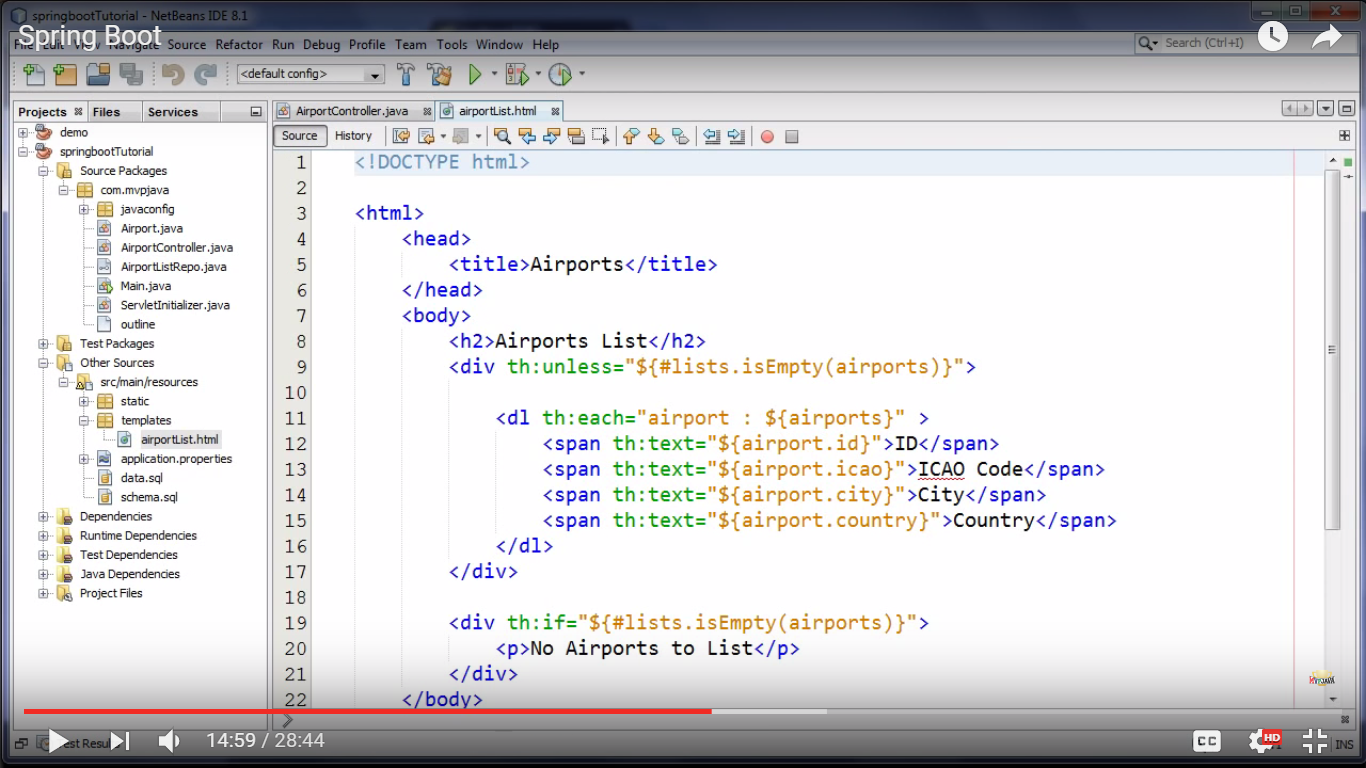 springbootTutorial - NetBeans IDE 8.1
Spring Boot
Source Refactor Run Debug Profile Team Tools Window Help
Search (Ctrl+I)
<default config>
Projects Files Services
AirportController.java airportList.html
Source History
demo
springbootTutorial
Source Packages
com.mvpjava
javaconfig
Airport.java
AirportController.java
AirportListRepo.java
Main.java
ServletInitializer.java
outline
Test Packages
Other Sources
src/main/resources
static
templates
airportList.html
application.properties
data.sql
schema.sql
Dependencies
Runtime Dependencies
Test Dependencies
Java Dependencies
Project Files
1 <!DOCTYPE html>
2
3 <html>
4 <head>
5 <title>Airports</title>
6 </head>
7 <body>
8 <h2>Airports List</h2>
9 <div th:unless="${#lists.isEmpty(airports)}">
10
11 <dl th:each="airport : ${airports}" >
12 <span th:text="${airport.id}">ID</span>
13 <span th:text="${airport.icao}">ICAO Code</span>
14 <span th:text="${airport.city}">City</span>
15 <span th:text="${airport.country}">Country</span>
16 </dl>
17 </div>
18
19 <div th:if="${#lists.isEmpty(airports)}">
20 <p>No Airports to List</p>
21 </div>
22 </body>
14:59 / 28:44
CC
HD
INS